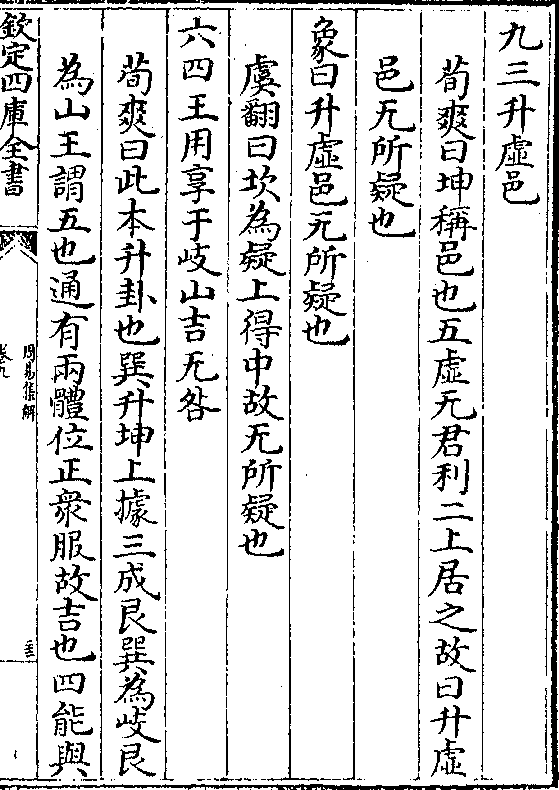 九三升虛邑
荀爽曰坤稱邑也五虛无君利二上居之故曰升虛
邑无所疑也
象曰升虛邑无所疑也
虞翻曰坎為疑上得中故无所疑也
六四王用享于岐山吉无咎
荀爽曰此本升卦也巽升坤上據三成艮巽為岐艮
為山王謂五也通有兩體位正衆服故吉也四能與
欽定四庫全書
周易集解
卷九